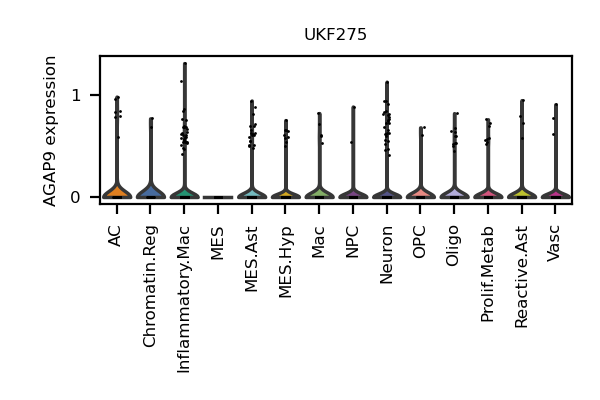 UKF275
AGAP9 expression
1
0
AC
Chromatin.Reg
Inflammatory.Mac
MES
MES.Ast
MES.Hyp
Mac
NPC
Neuron
OPC
Oligo
Prolif.Metab
Reactive.Ast
Vasc